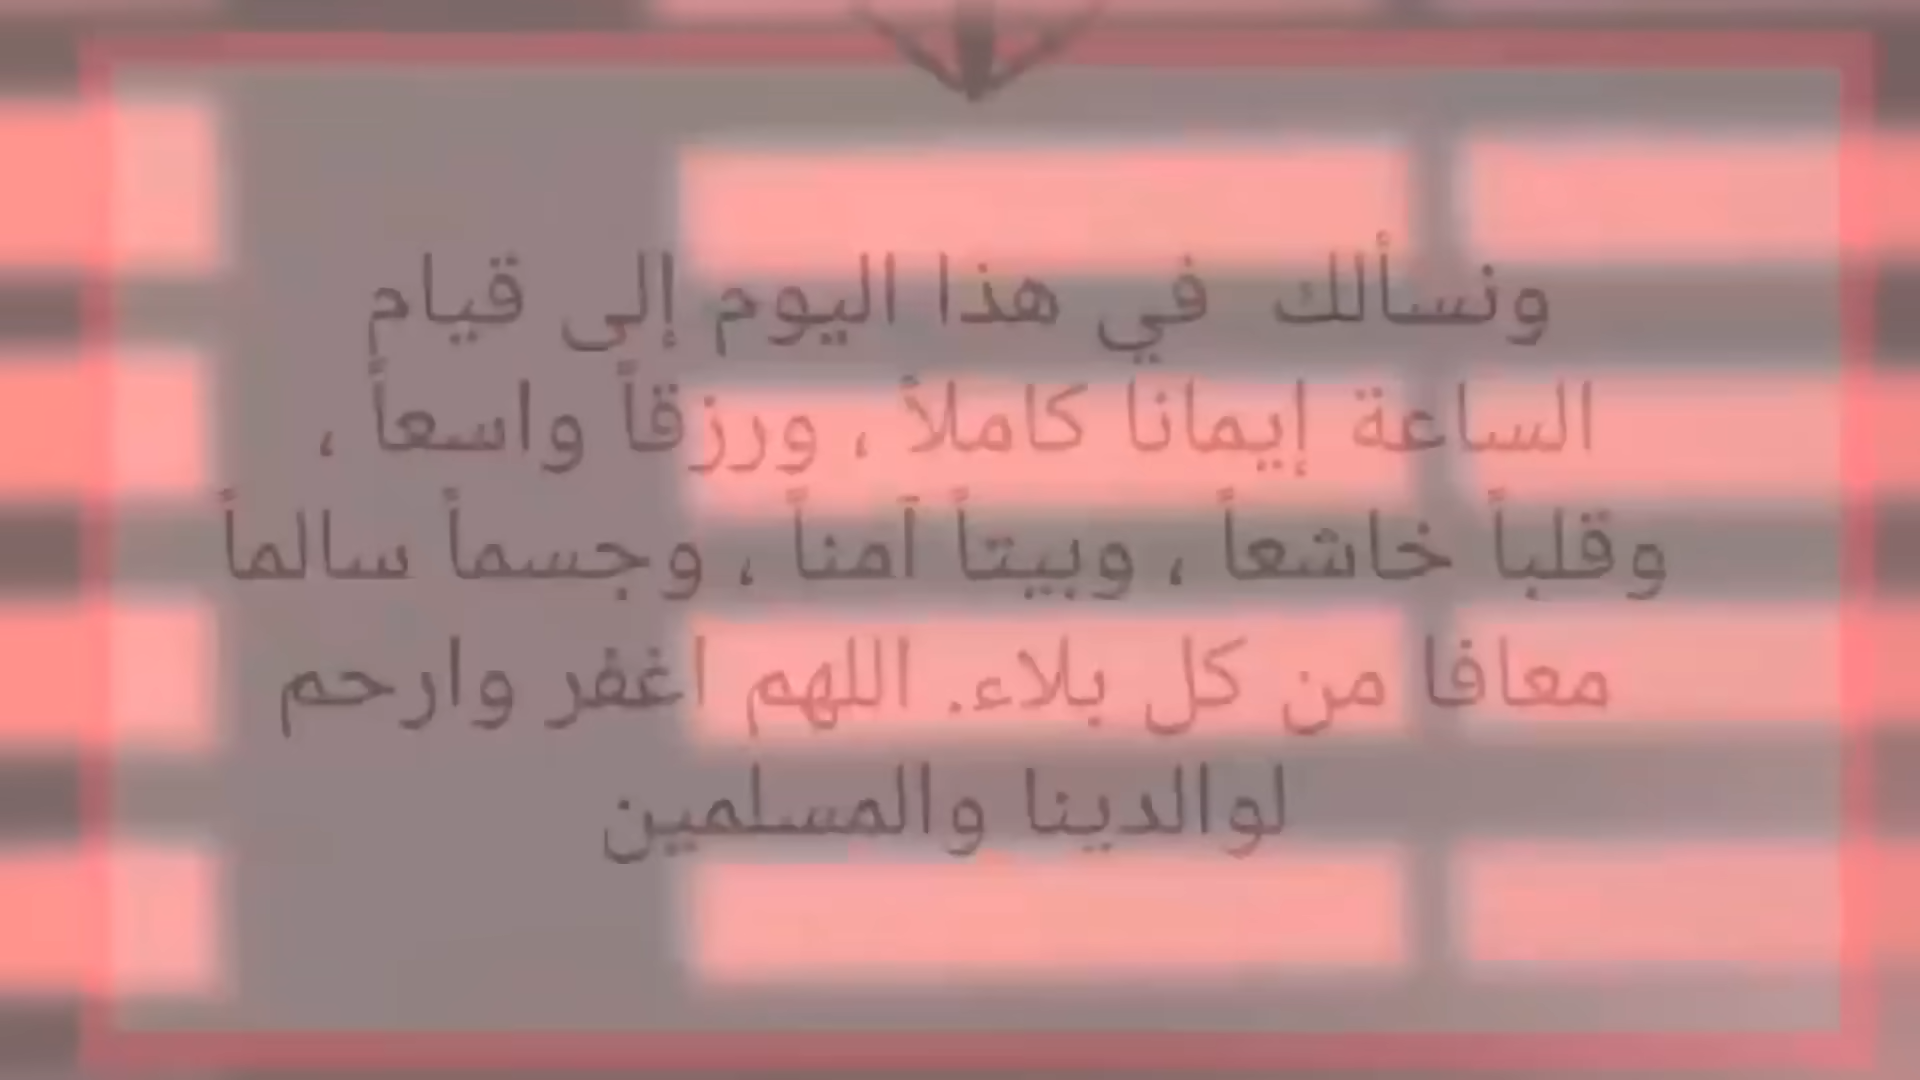 ونسألك في هذا اليوم إلى قيام
الساعة إيمانا كاملاً ، ورزقاً واسعاً ،
وقلباً خاشعاً ، وبيتاً آمناً ، وجسماً سالماً
معافا من كل بلاء. اللهم اغفر وارحم
لوالدينا والمسلمين